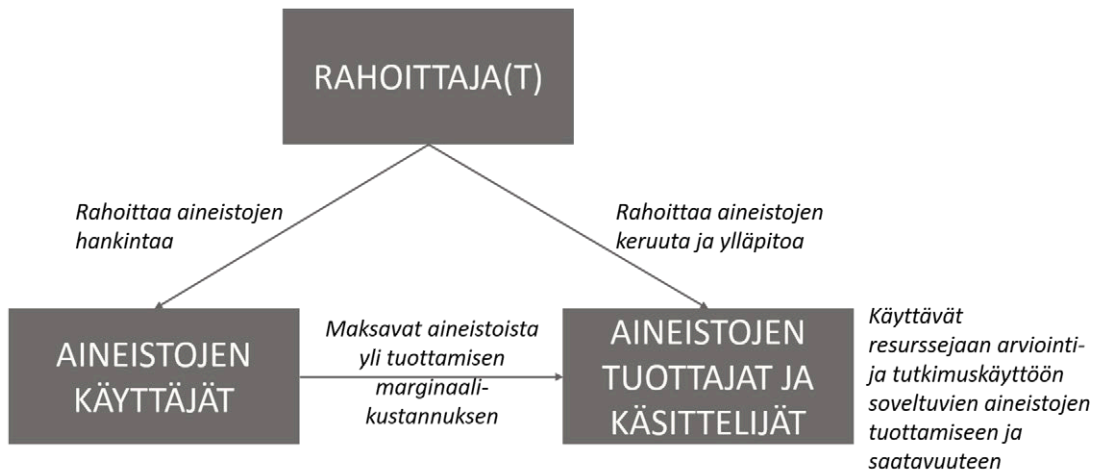 RAHOITTAJA(T)
Rahoittaa aineistojen
hankintaa
Rahoittaa aineistojen
keruuta ja ylläpitoa
AINEISTOJEN
KÄYTTÄJÄT
Maksavat aineistoista
yli tuottamisen
marginaali-
kustannuksen
AINEISTOJEN
TUOTTAJAT JA
KÄSITTELIJÄT
Käyttävät
resurssejaan arviointi-
ja tutkimuskäyttöön
soveltuvien aineistojen
tuottamiseen ja
saatavuuteen